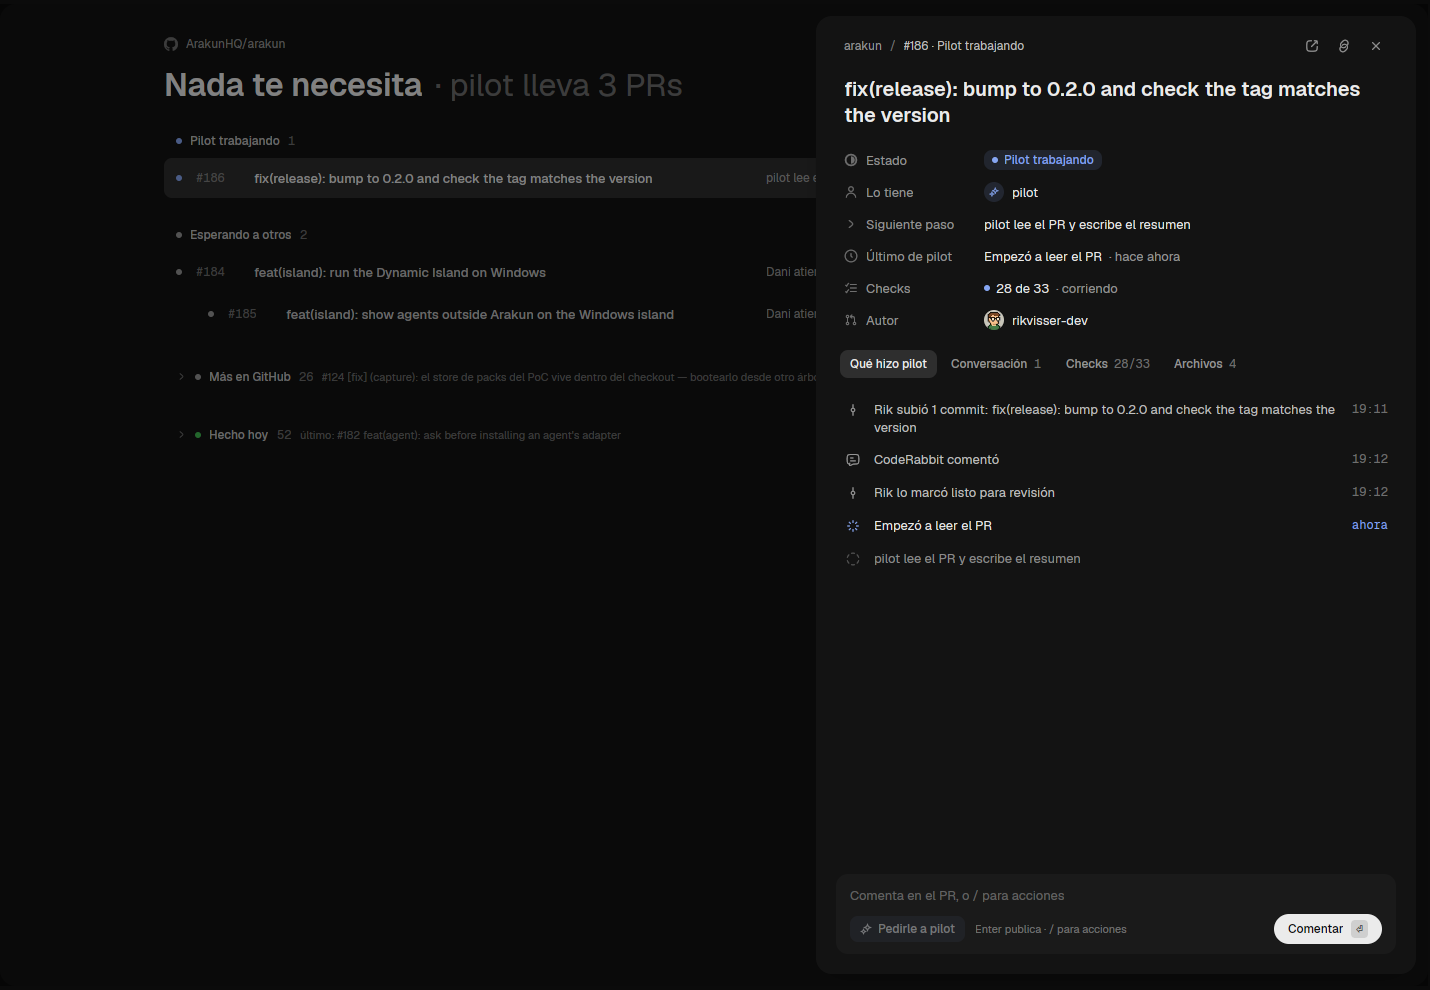 ArakunHQ/arakun
Nada te necesita · pilot lleva 3 PRs
Pilot trabajando 1
#186 fix(release): bump to 0.2.0 and check the tag matches the version pilot lee
Esperando a otros 2
#184 feat(island): run the Dynamic Island on Windows Dani
#185 feat(island): show agents outside Arakun on the Windows island Dani
Más en GitHub 26 #124 [fix] (capture): el store de packs del PoC vive dentro del checkout — bootearlo desde otro
Hecho hoy 52 último: #182 feat(agent): ask before installing an agent's adapter
arakun / #186 · Pilot trabajando
fix(release): bump to 0.2.0 and check the tag matches
the version
Estado Pilot trabajando
Lo tiene pilot
Siguiente paso pilot lee el PR y escribe el resumen
Último de pilot Empezó a leer el PR · hace ahora
Checks 28 de 33 · corriendo
Autor rikvisser-dev
Qué hizo pilot Conversación 1 Checks 28/33 Archivos 4
Rik subió 1 commit: fix(release): bump to 0.2.0 and check the tag matches the 19:11
version
CodeRabbit comentó 19:12
Rik lo marcó listo para revisión 19:12
Empezó a leer el PR ahora
pilot lee el PR y escribe el resumen
Comenta en el PR, o / para acciones
Pedirle a pilot Enter publica · / para acciones Comentar